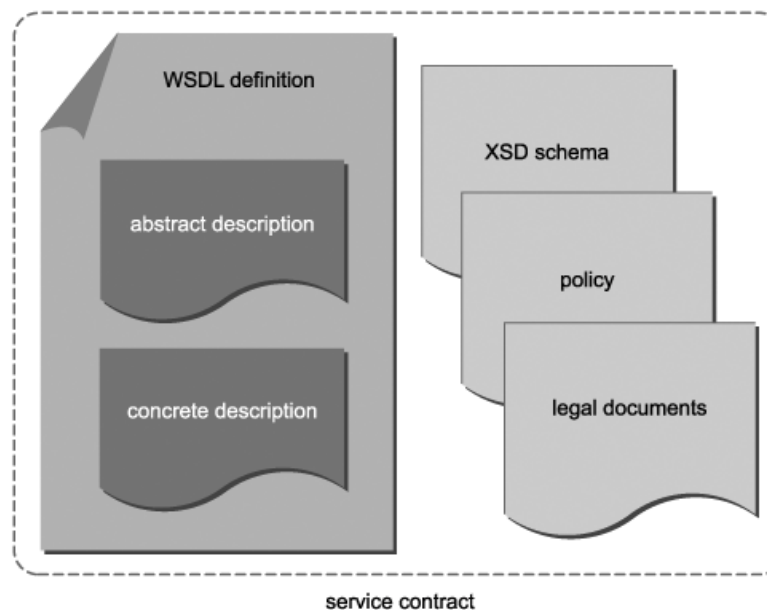 WSDL definition
abstract description
concrete description
XSD schema
policy
legal documents
service contract